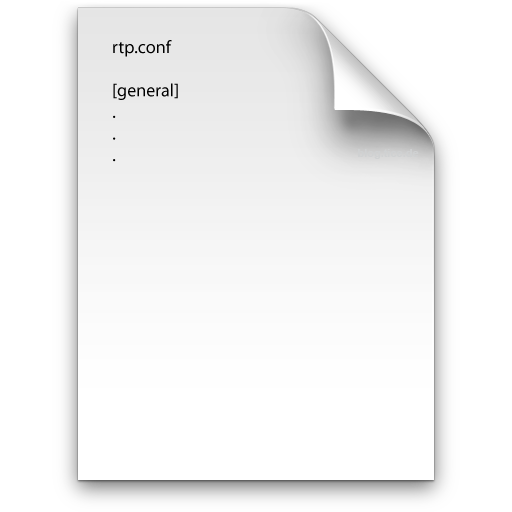 rtp.conf
[general]
.
.
.